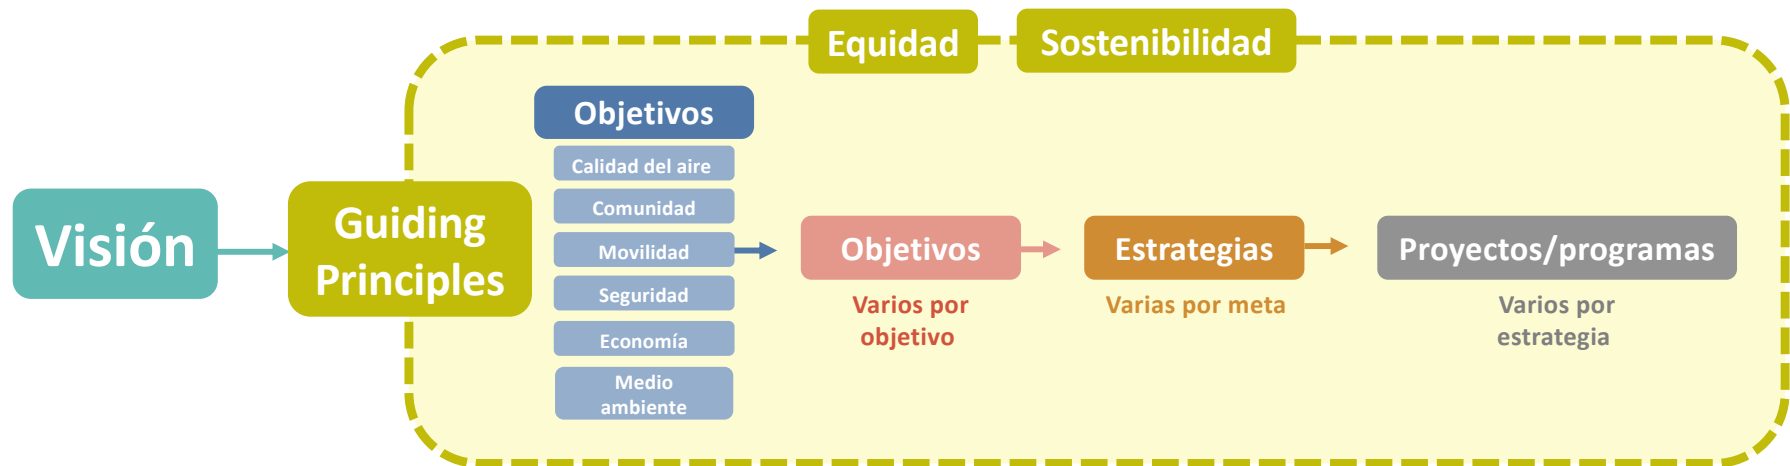 Equidad
Sostenibilidad
Visión
Guiding
Principles
Objetivos
Calidad del aire
Comunidad
Movilidad
Seguridad
Economía
Medio
ambiente
Objetivos
Varios por
objetivo
Estrategias
Varias por meta
Proyectos/programas
Varios por
estrategia